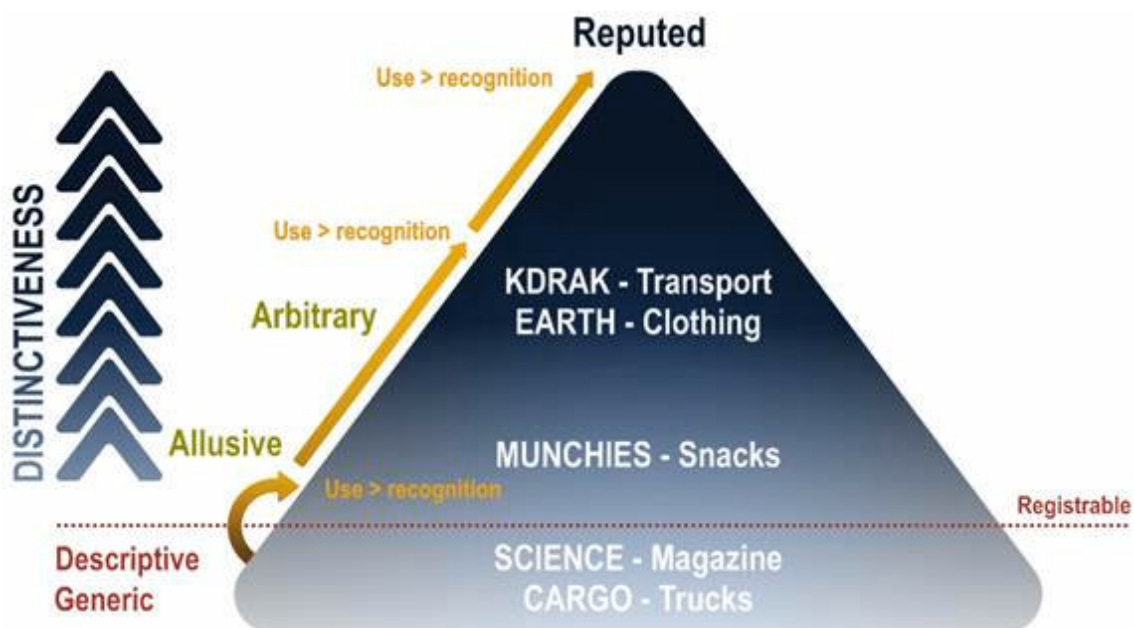 Reputed
Use > recognition
DISTINCTIVENESS
Use > recognition
KDRAK - Transport
EARTH - Clothing
Arbitrary
Allusive
MUNCHIES - Snacks
Use > recognition
Registrable
Descriptive
Generic
SCIENCE - Magazine
CARGO - Trucks